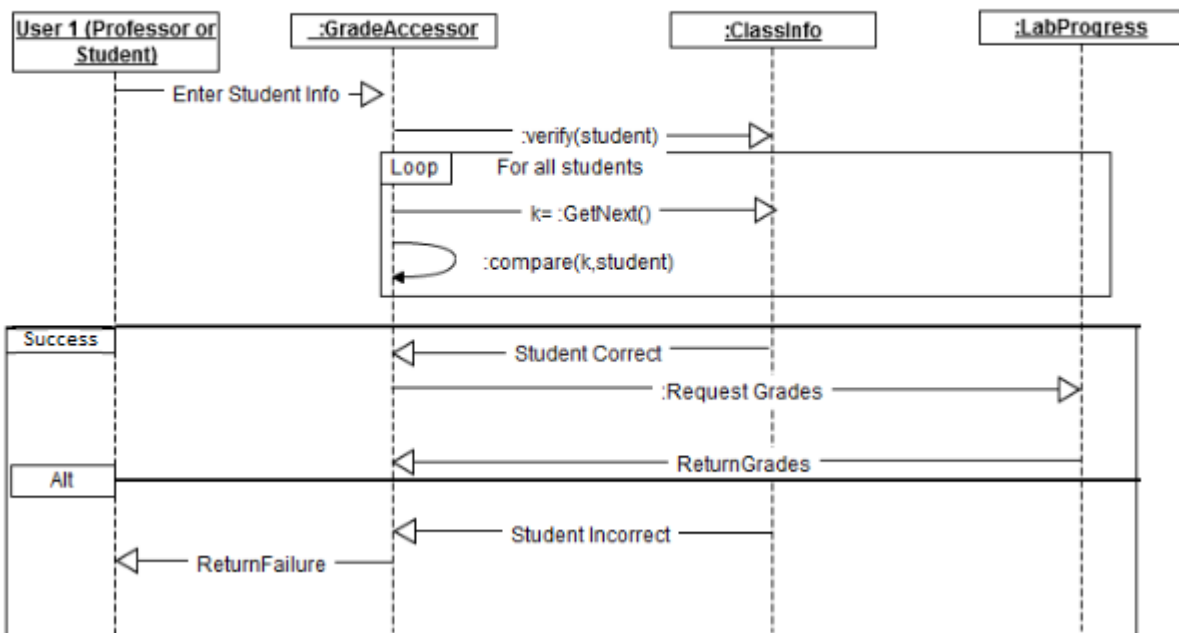 User 1 (Professor or
Student)
:GradeAccessor
:ClassInfo
:LabProgress
Enter Student Info
:verify(student)
Loop
For all students
k= :GetNext()
:compare(k,student)
Success
Student Correct
:Request Grades
ReturnGrades
Alt
Student Incorrect
ReturnFailure